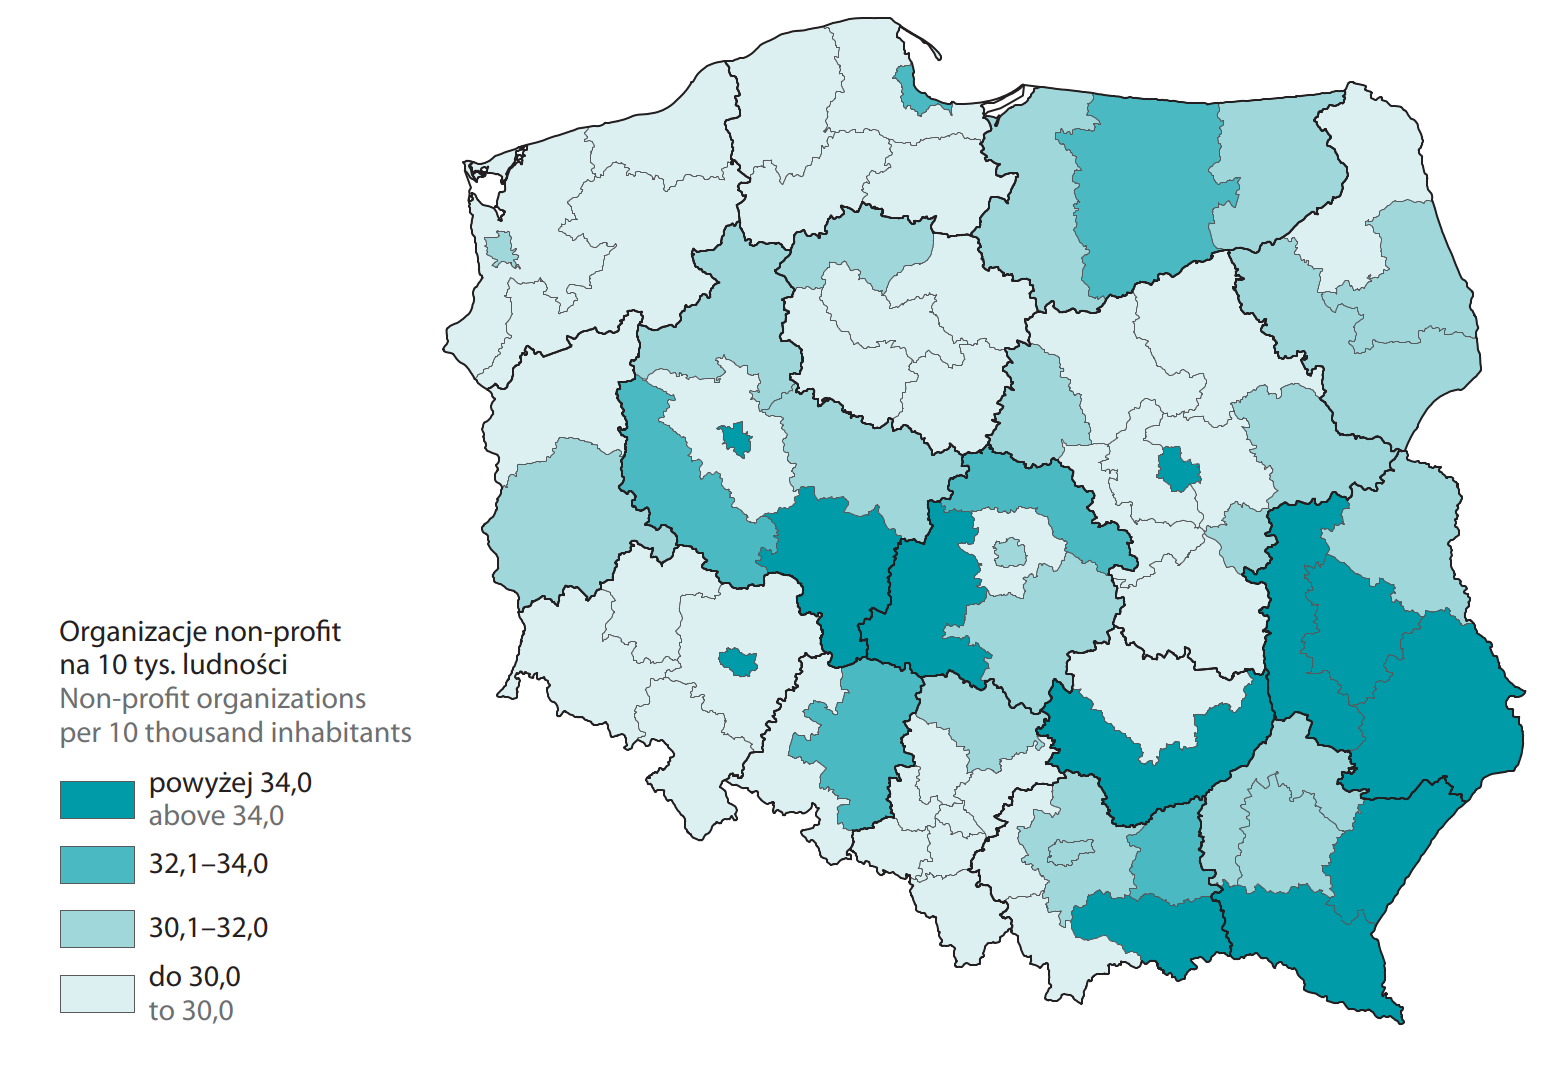 Organizacje non-profit
na 10 tys. ludności
Non-profit organizations
per 10 thousand inhabitants
powyżej 34,0
above 34,0
32,1–34,0
30,1–32,0
do 30,0
to 30,0